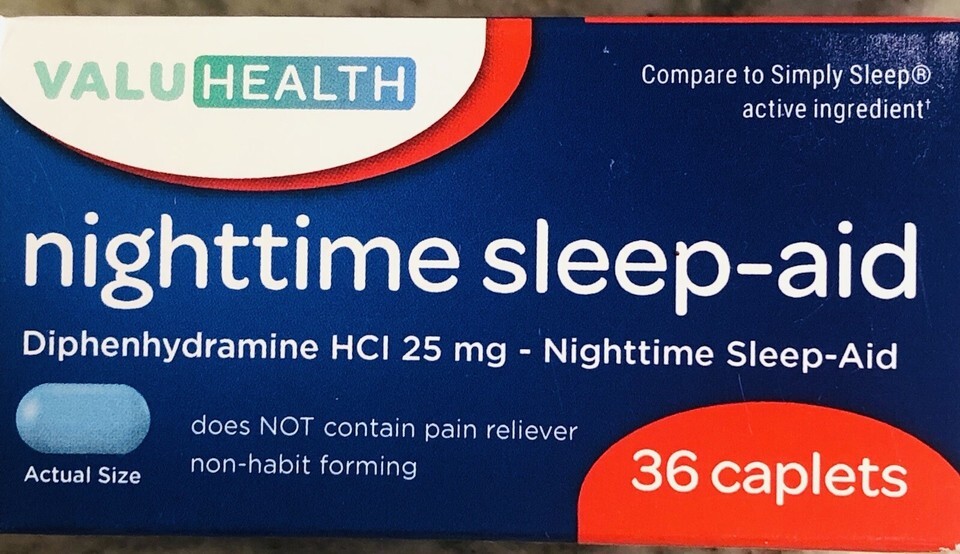 VALUHEALTH
Compare to Simply Sleep®
active ingredient†
nighttime sleep-aid
Diphenhydramine HCl 25 mg - Nighttime Sleep-Aid
does NOT contain pain reliever
non-habit forming
Actual Size
36 caplets